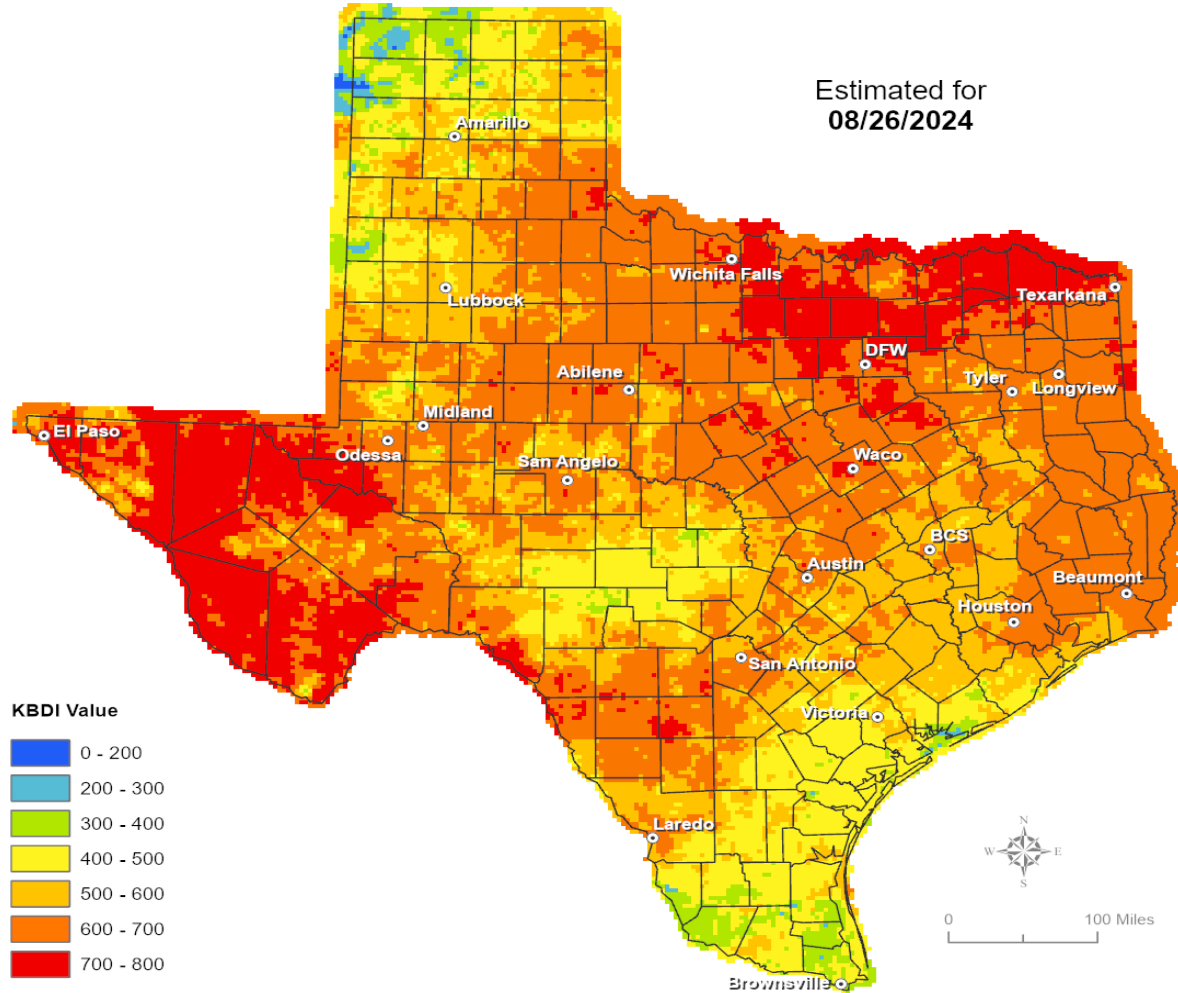 Estimated for
08/26/2024
Amarillo
Wichita Falls
Lubbock
Texarkana
DFW
Abilene
Tyler
Longview
Midland
El Paso
Odessa
San Angelo
Waco
BCS
Austin
Beaumont
Houston
San Antonio
Victoria
Laredo
Brownsville
KBDI Value
0 - 200
200 - 300
300 - 400
400 - 500
500 - 600
600 - 700
700 - 800
N
W E
S
0 100 Miles